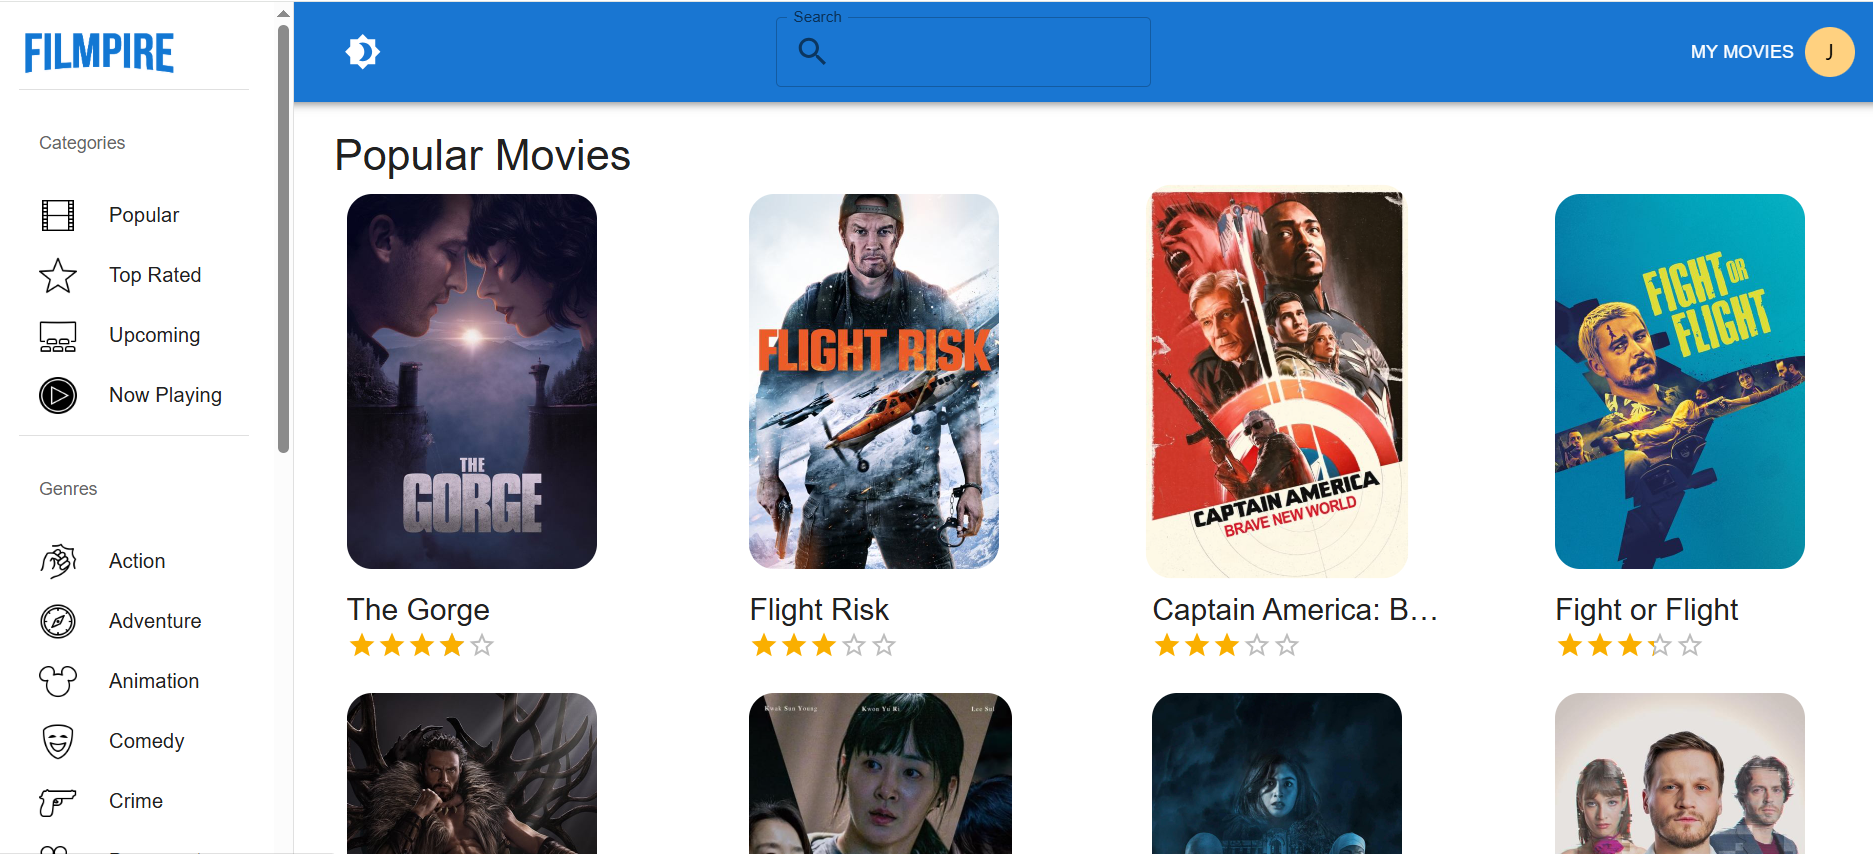 FILMPIRE
Search
MY MOVIES
J
Categories
Popular
Top Rated
Upcoming
Now Playing
Genres
Action
Adventure
Animation
Comedy
Crime
Popular Movies
THE
GORGE
FLIGHT RISK
CAPTAIN AMERICA
BRAVE NEW WORLD
FIGHT OR
FLIGHT
The Gorge
Flight Risk
Captain America: B…
Fight or Flight
Kwak Sun Young
Kwon Yu Ri
Lee Sol